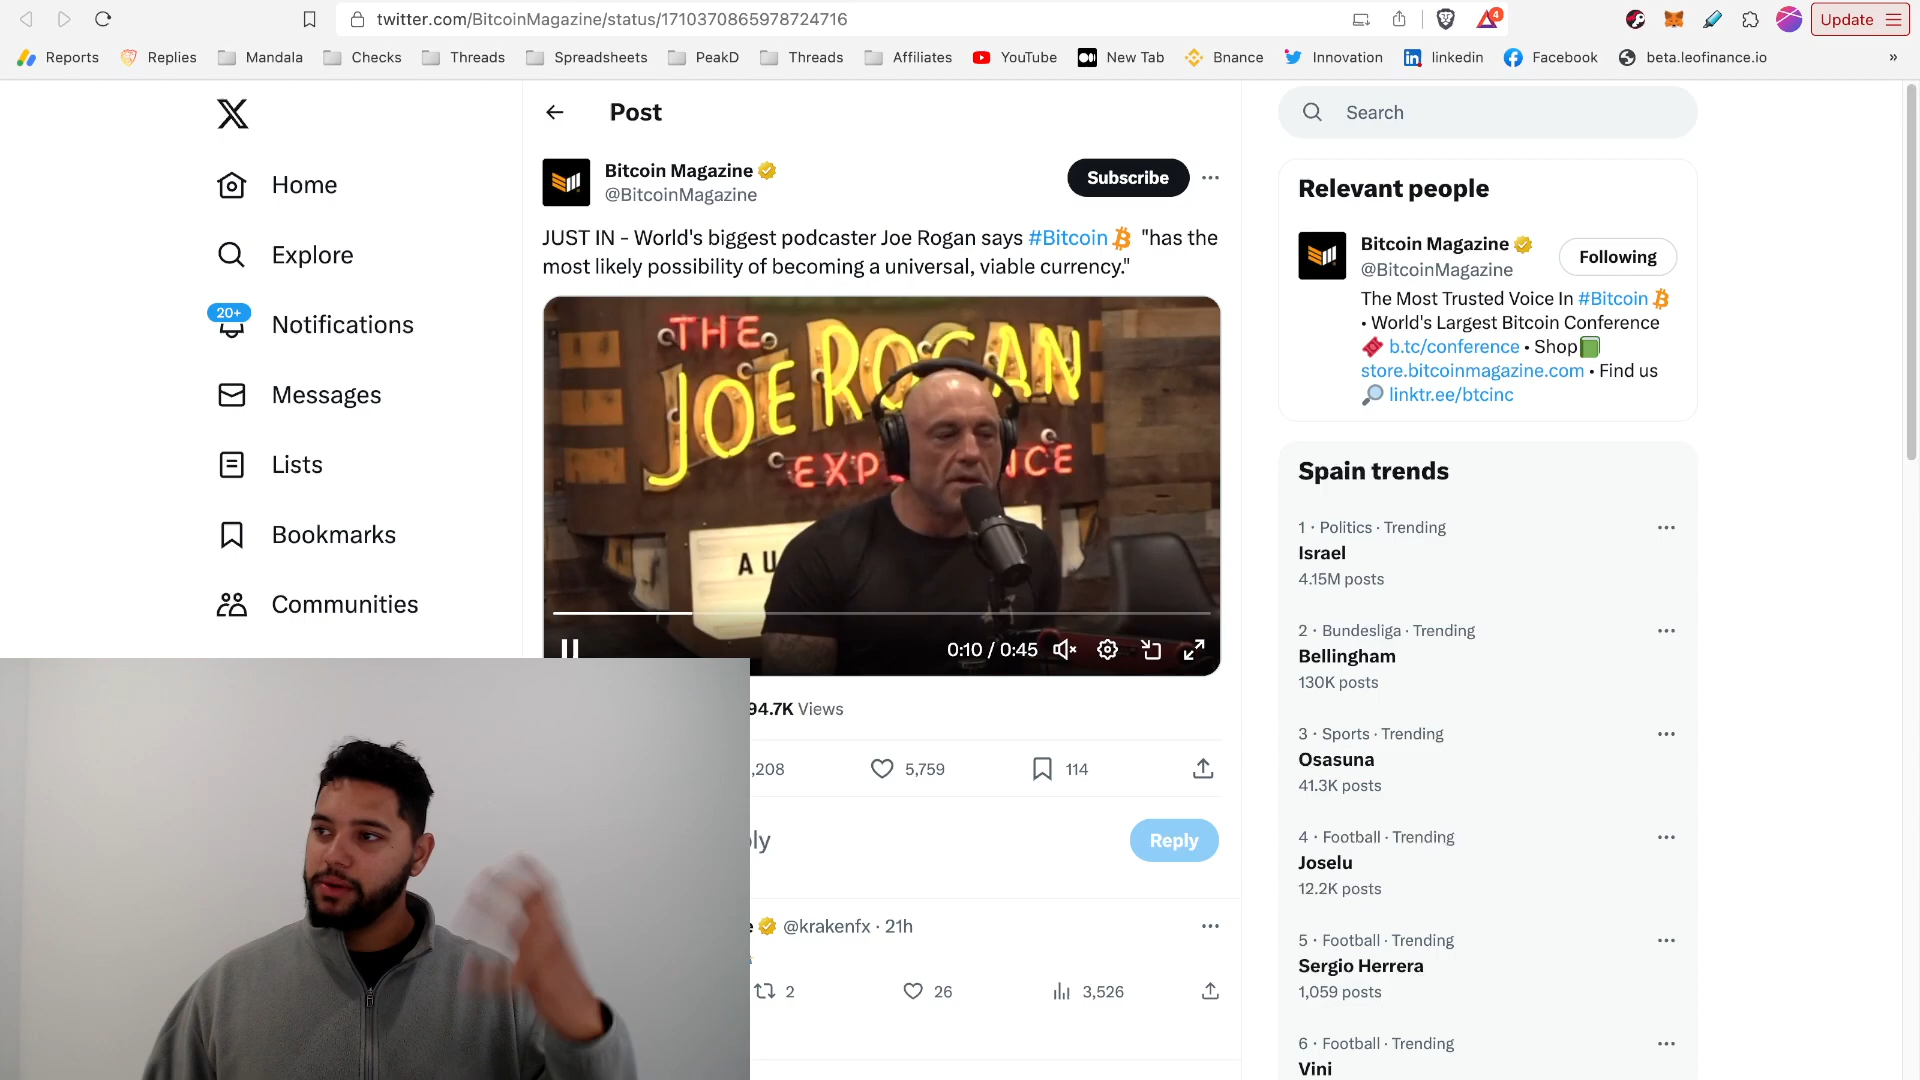 twitter.com/BitcoinMagazine/status/1710370865978724716
4
Update
Reports
Replies
Mandala
Checks
Threads
Spreadsheets
PeakD
Threads
Affiliates
YouTube
New Tab
Bnance
Innovation
linkedin
Facebook
beta.leofinance.io
»
X
Home
Explore
20+
Notifications
Messages
Lists
Bookmarks
Communities
Post
Bitcoin Magazine
@BitcoinMagazine
Subscribe
JUST IN - World's biggest podcaster Joe Rogan says #Bitcoin "has the
most likely possibility of becoming a universal, viable currency."
THE
JOE ROGAN
EXP NCE
A U
0:10 / 0:45
94.7K Views
,208
5,759
114
ply
Reply
e @krakenfx · 21h
2
26
3,526
Search
Relevant people
Bitcoin Magazine
@BitcoinMagazine
Following
The Most Trusted Voice In #Bitcoin
• World's Largest Bitcoin Conference
b.tc/conference • Shop
store.bitcoinmagazine.com • Find us
linktr.ee/btcinc
Spain trends
1 · Politics · Trending
Israel
4.15M posts
2 · Bundesliga · Trending
Bellingham
130K posts
3 · Sports · Trending
Osasuna
41.3K posts
4 · Football · Trending
Joselu
12.2K posts
5 · Football · Trending
Sergio Herrera
1,059 posts
6 · Football · Trending
Vini